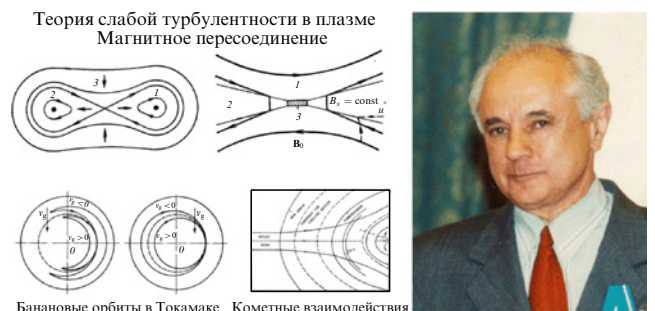 Теория слабой турбулентности в плазме
Магнитное пересоединение
3
2
1
1
2
3
Bₓ = const
u
B₀
v_g < 0
v_g
v_g > 0
0
v_g < 0
v_g
v_g > 0
0
Банановые орбиты в Токамаке
Кометные взаимодействия